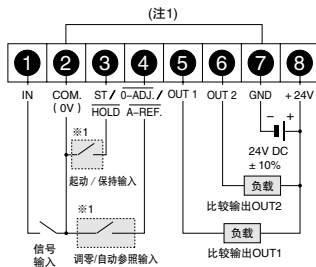 (注1)
1 2 3 4 5 6 7 8
IN COM. ST/ 0-ADJ./ OUT 1 OUT 2 GND +24V
(0V) HOLD A-REF.
- +
※1
24V DC
± 10%
起动 / 保持输入
负载
※1
比较输出OUT2
信号
输入
负载
调零/自动参照输入
比较输出OUT1